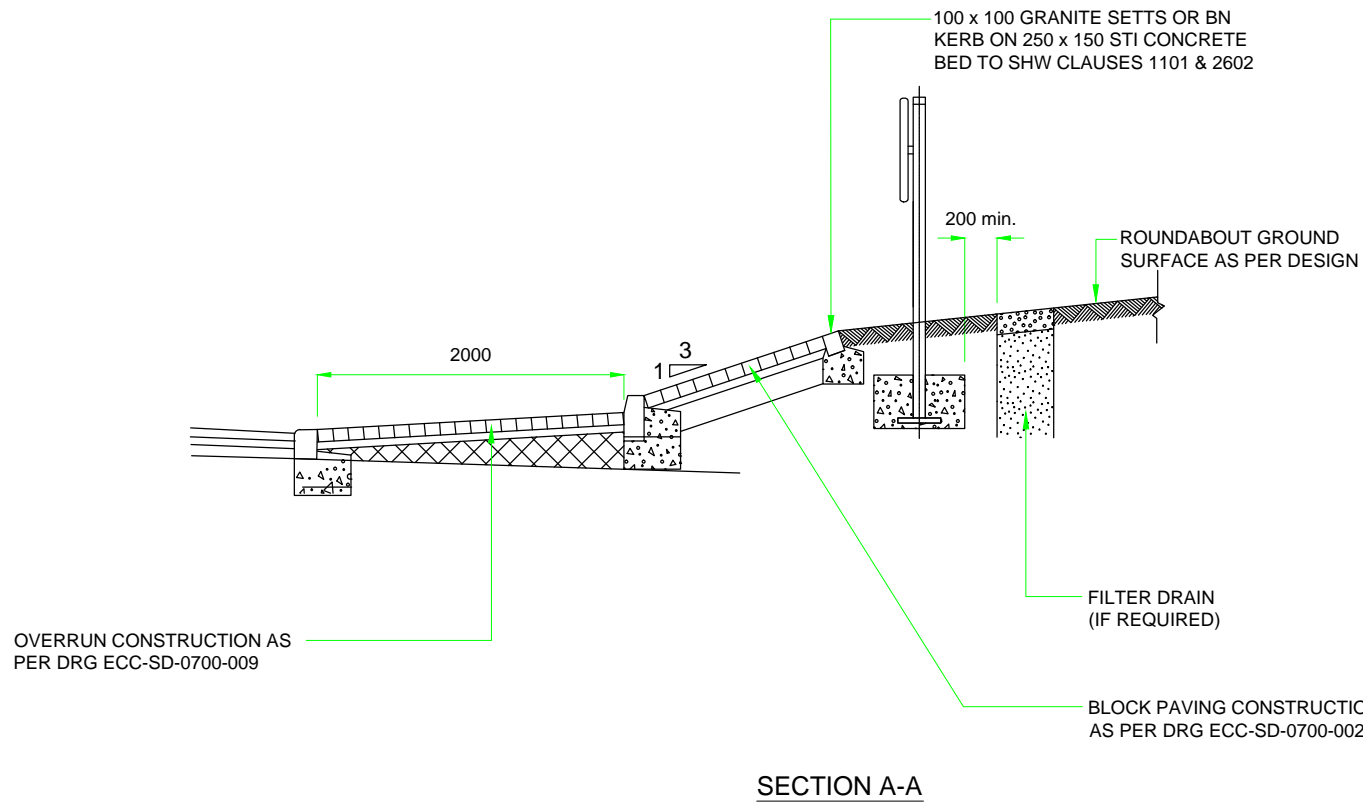 100 x 100 GRANITE SETTS OR BN
KERB ON 250 x 150 STI CONCRETE
BED TO SHW CLAUSES 1101 & 2602
200 min.
ROUNDABOUT GROUND
SURFACE AS PER DESIGN
2000
3
1
OVERRUN CONSTRUCTION AS
PER DRG ECC-SD-0700-009
FILTER DRAIN
(IF REQUIRED)
BLOCK PAVING CONSTRUCTIO
AS PER DRG ECC-SD-0700-002
SECTION A-A